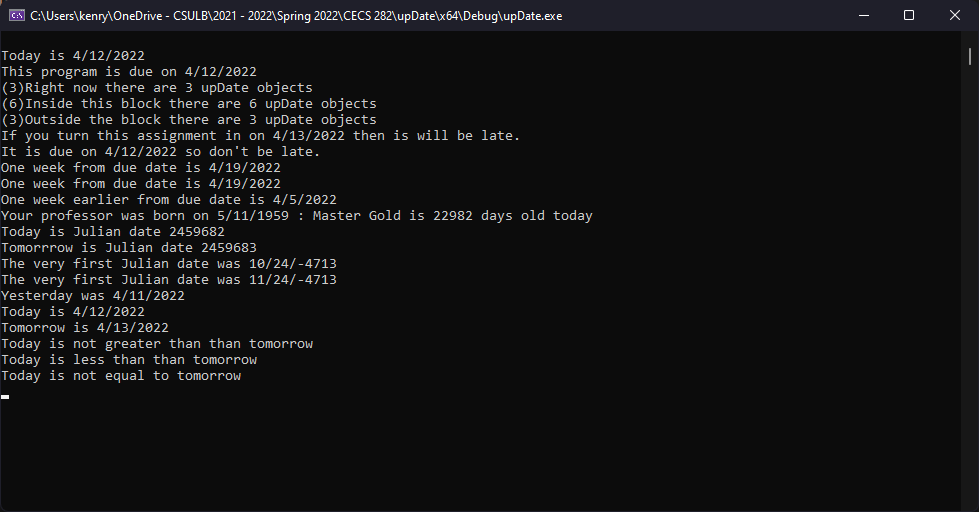 C:\Users\kenry\OneDrive - CSULB\2021 - 2022\Spring 2022\CECS 282\upDate\x64\Debug\upDate.exe
Today is 4/12/2022
This program is due on 4/12/2022
(3)Right now there are 3 upDate objects
(6)Inside this block there are 6 upDate objects
(3)Outside the block there are 3 upDate objects
If you turn this assignment in on 4/13/2022 then is will be late.
It is due on 4/12/2022 so don't be late.
One week from due date is 4/19/2022
One week from due date is 4/19/2022
One week earlier from due date is 4/5/2022
Your professor was born on 5/11/1959 : Master Gold is 22982 days old today
Today is Julian date 2459682
Tomorrrow is Julian date 2459683
The very first Julian date was 10/24/-4713
The very first Julian date was 11/24/-4713
Yesterday was 4/11/2022
Today is 4/12/2022
Tomorrow is 4/13/2022
Today is not greater than than tomorrow
Today is less than than tomorrow
Today is not equal to tomorrow